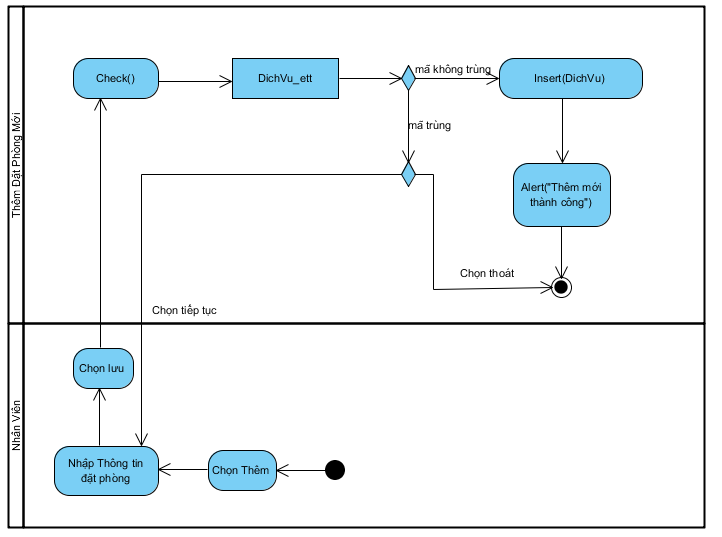 Thêm Dặt Phòng Mới
Check()
DichVu_ett
mã không trùng
Insert(DichVu)
mã trùng
Alert("Thêm mới
thành công")
Chọn thoát
Chọn tiếp tục
Nhân Viên
Chọn lưu
Nhập Thông tin
đặt phòng
Chọn Thêm